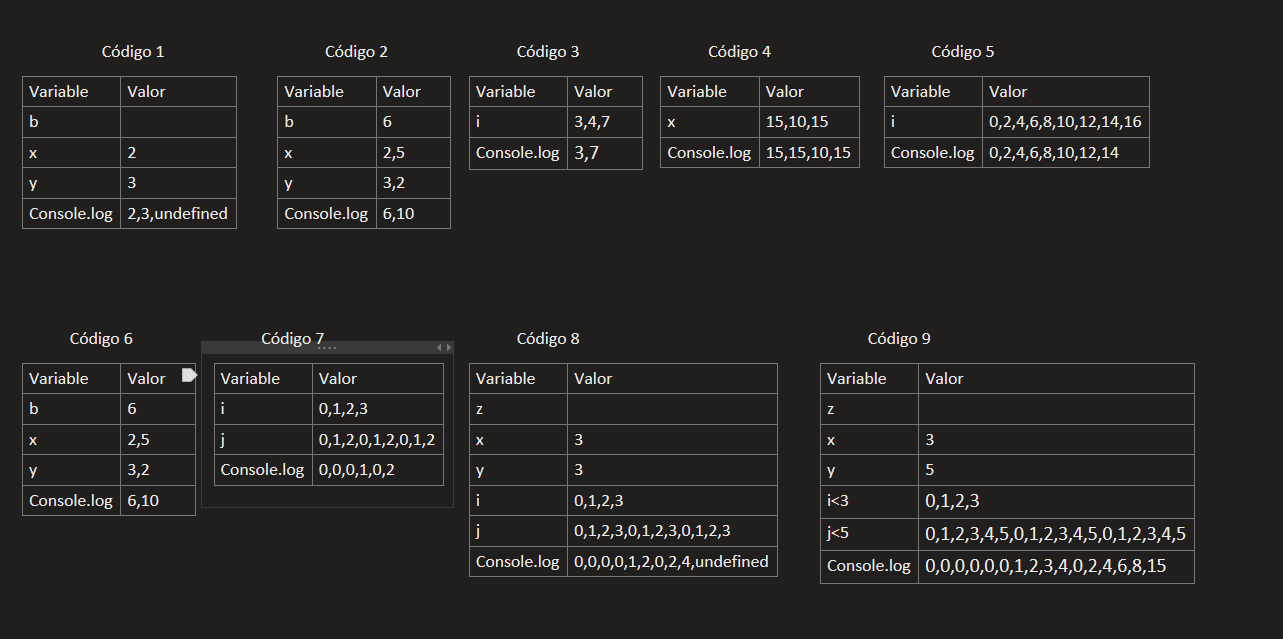 Código 1
Variable Valor
b
x 2
y 3
Console.log 2,3,undefined
Código 2
Variable Valor
b 6
x 2,5
y 3,2
Console.log 6,10
Código 3
Variable Valor
i 3,4,7
Console.log 3,7
Código 4
Variable Valor
x 15,10,15
Console.log 15,15,10,15
Código 5
Variable Valor
i 0,2,4,6,8,10,12,14,16
Console.log 0,2,4,6,8,10,12,14
Código 6
Variable Valor
b 6
x 2,5
y 3,2
Console.log 6,10
Código 7
Variable Valor
i 0,1,2,3
j 0,1,2,0,1,2,0,1,2
Console.log 0,0,0,1,0,2
Código 8
Variable Valor
z
x 3
y 3
i 0,1,2,3
j 0,1,2,3,0,1,2,3,0,1,2,3
Console.log 0,0,0,0,1,2,0,2,4,undefined
Código 9
Variable Valor
z
x 3
y 5
i<3 0,1,2,3
j<5 0,1,2,3,4,5,0,1,2,3,4,5,0,1,2,3,4,5
Console.log 0,0,0,0,0,0,1,2,3,4,0,2,4,6,8,15